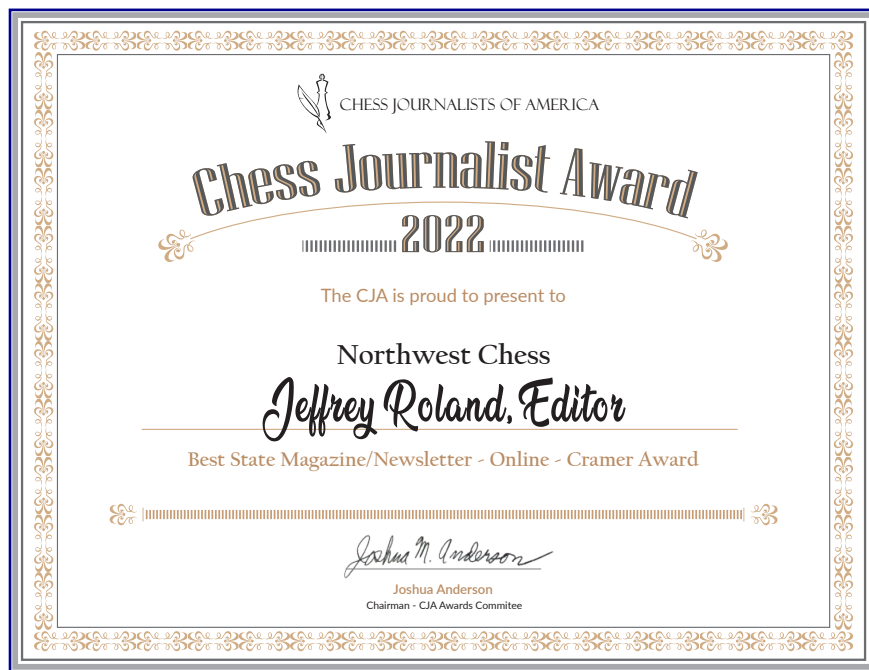 CHESS JOURNALISTS OF AMERICA
Chess Journalist Award
2022
The CJA is proud to present to
Northwest Chess
Jeffrey Roland, Editor
Best State Magazine/Newsletter - Online - Cramer Award
Joshua M. Anderson
Joshua Anderson
Chairman - CJA Awards Commitee